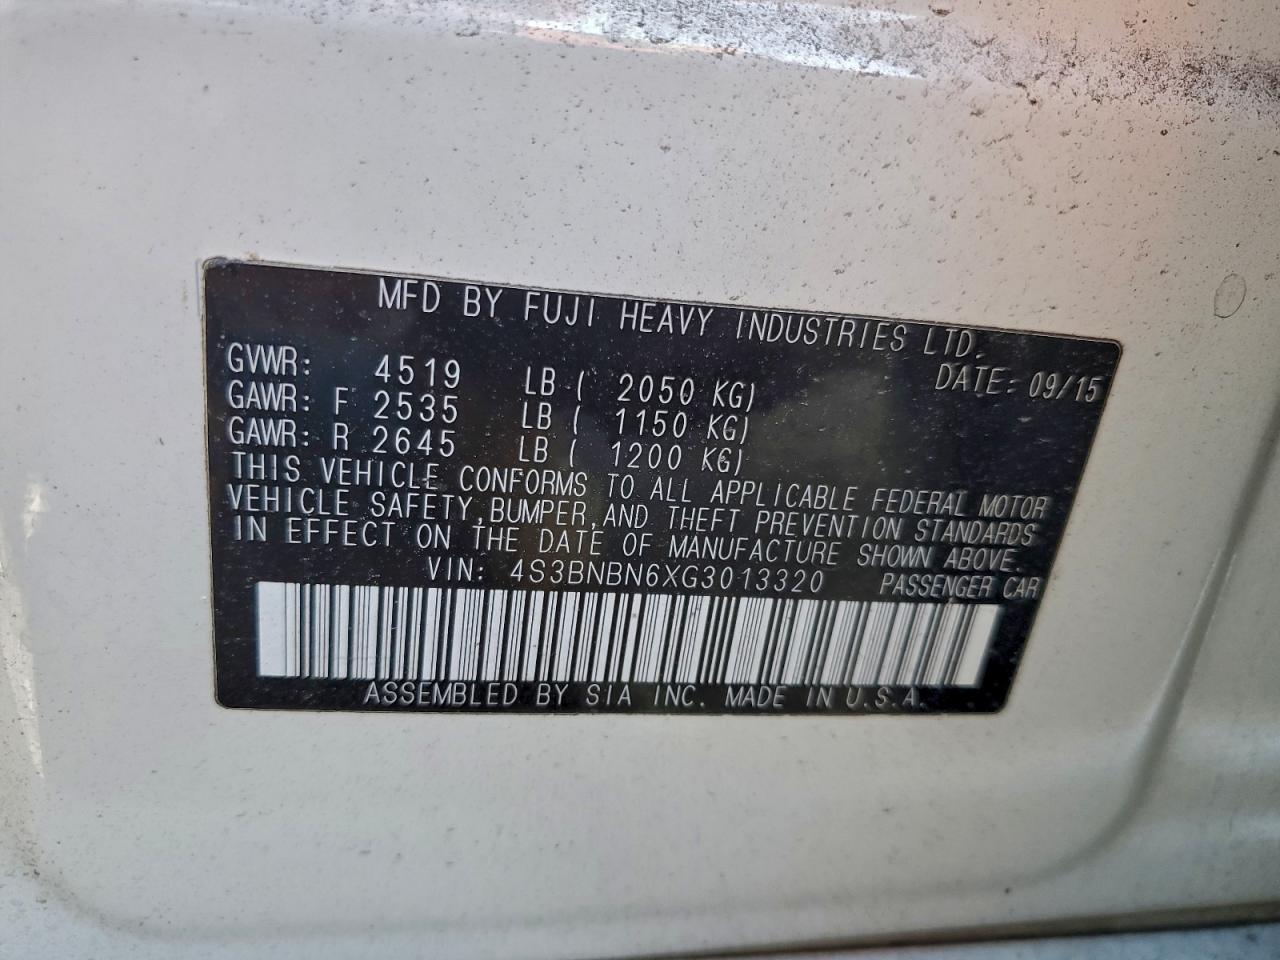 MFD BY FUJI HEAVY INDUSTRIES LTD.
DATE: 09/15
GVWR: 4519 LB ( 2050 KG)
GAWR: F 2535 LB ( 1150 KG)
GAWR: R 2645 LB ( 1200 KG)
THIS VEHICLE CONFORMS TO ALL APPLICABLE FEDERAL MOTOR
VEHICLE SAFETY, BUMPER, AND THEFT PREVENTION STANDARDS
IN EFFECT ON THE DATE OF MANUFACTURE SHOWN ABOVE.
VIN: 4S3BNBN6XG3013320 PASSENGER CAR
ASSEMBLED BY SIA INC. MADE IN U.S.A.